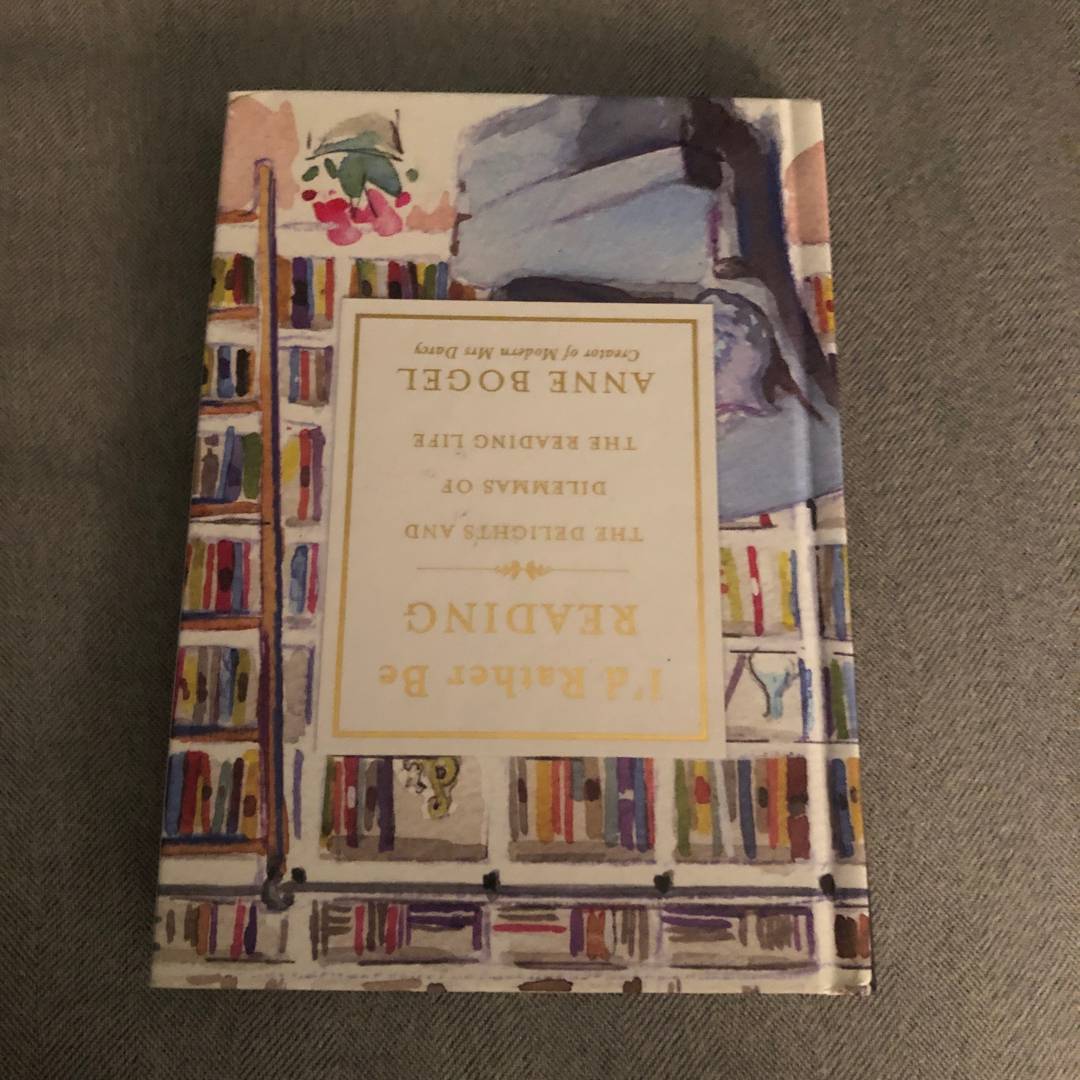 I'd Rather Be
READING
THE DELIGHTS AND
DILEMMAS OF
THE READING LIFE
ANNE BOGEL
Creator of Modern Mrs Darcy